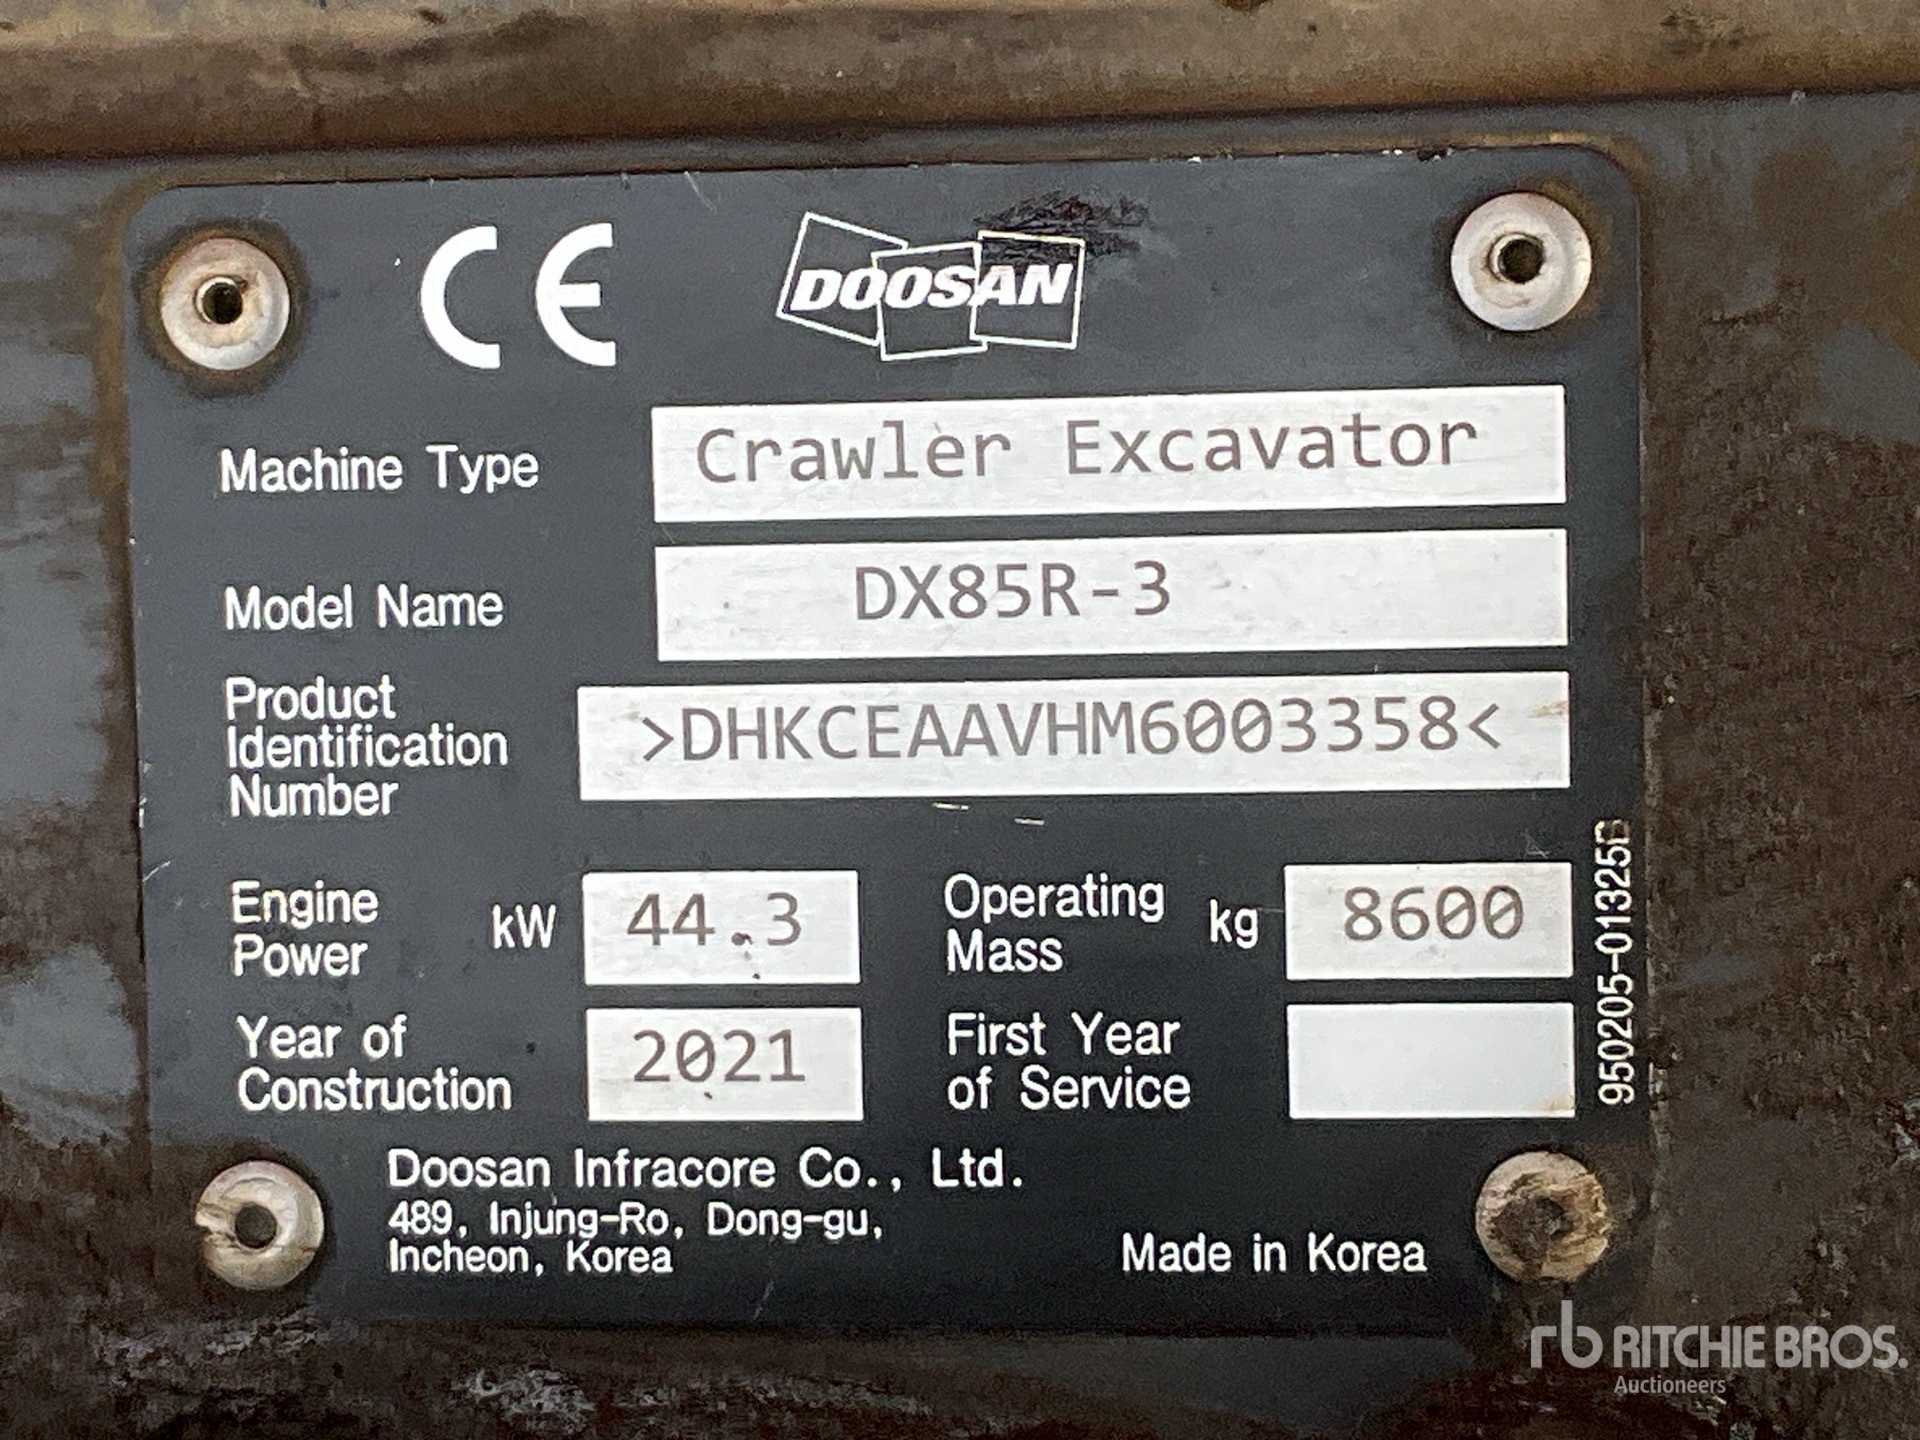 CE
DOOSAN
Machine Type Crawler Excavator
Model Name DX85R-3
Product
Identification
Number
>DHKCEAAVHM6003358<
Engine
Power
kW 44.3
Operating
Mass
kg 8600
Year of
Construction
2021
First Year
of Service
950205-01325B
Doosan Infracore Co., Ltd.
489, Injung-Ro, Dong-gu,
Incheon, Korea
Made in Korea
rb RITCHIE BROS.
Auctioneers